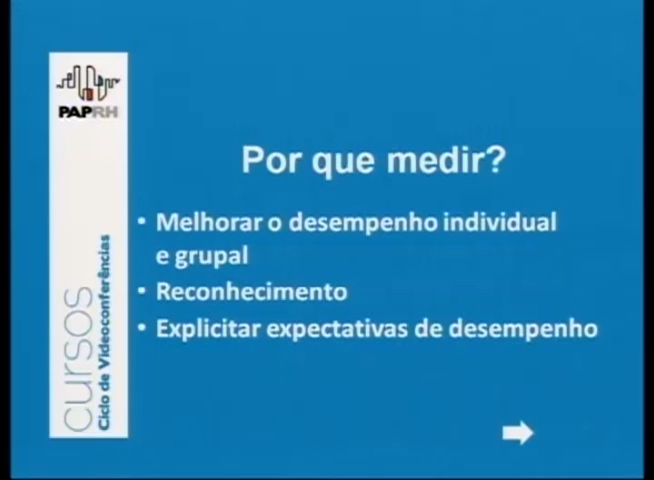 PAPRH
Por que medir?
• Melhorar o desempenho individual
e grupal
• Reconhecimento
• Explicitar expectativas de desempenho
cursos
Ciclo de Videoconferências